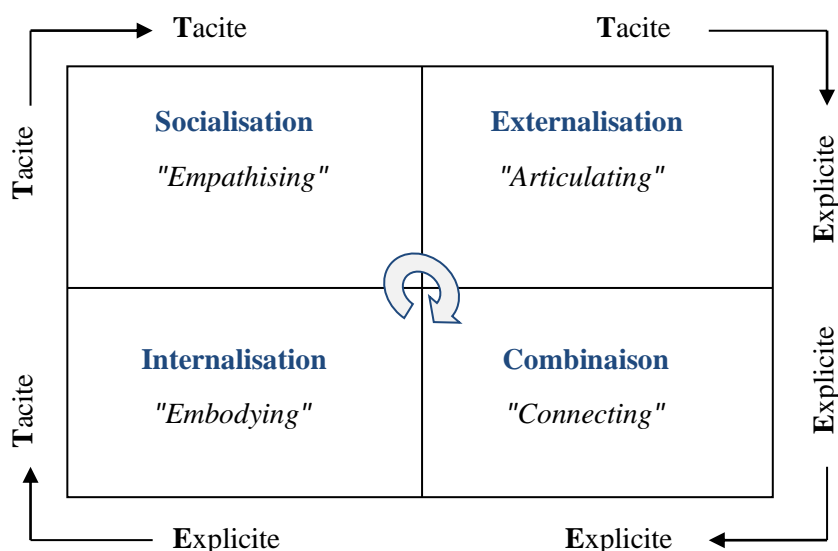 Tacite
Tacite
Tacite
Explicite
Socialisation
Externalisation
"Empathising"
"Articulating"
Tacite
Explicite
Internalisation
Combinaison
"Embodying"
"Connecting"
Explicite
Explicite